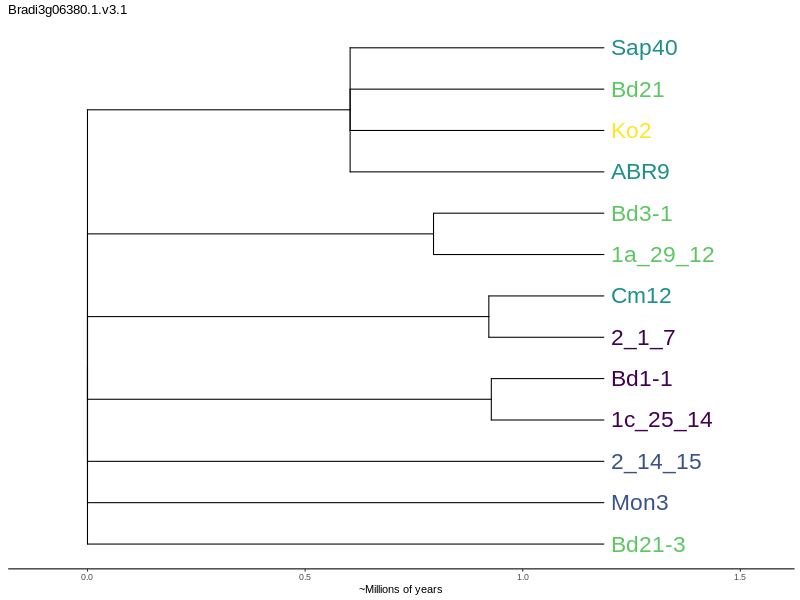 Bradi3g06380.1.v3.1
Sap40
Bd21
Ko2
ABR9
Bd3-1
1a_29_12
Cm12
2_1_7
Bd1-1
1c_25_14
2_14_15
Mon3
Bd21-3
0.0 0.5 1.0 1.5
~Millions of years